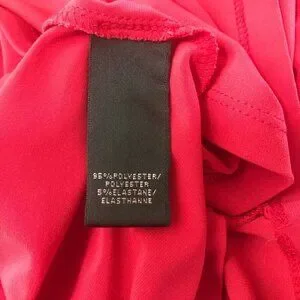 95%POLYESTER/
POLYESTER
5%ELASTANE/
ELASTHANNE